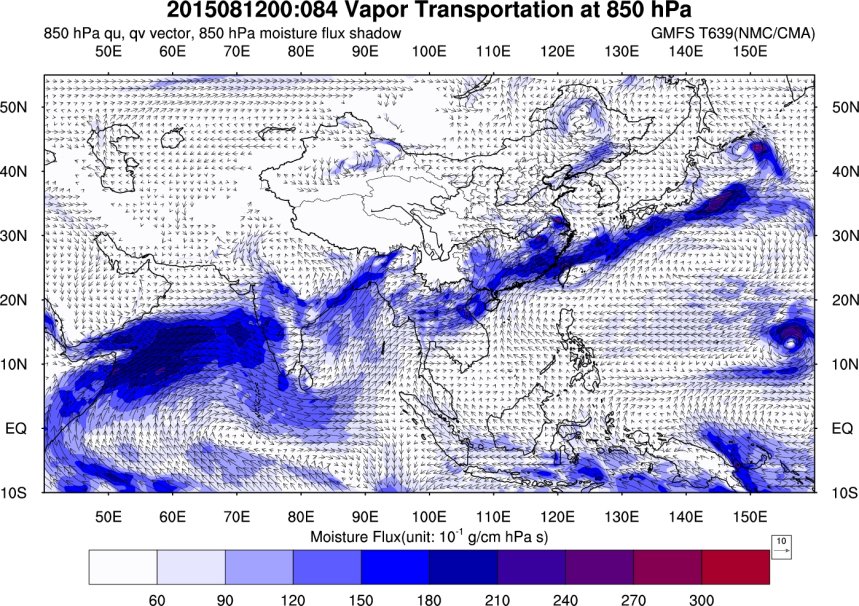 2015081200:084 Vapor Transportation at 850 hPa
850 hPa qu, qv vector, 850 hPa moisture flux shadow GMFS T639(NMC/CMA)
50E 60E 70E 80E 90E 100E 110E 120E 130E 140E 150E
50N 50N
40N 40N
30N 30N
20N 20N
10N 10N
EQ EQ
10S 10S
50E 60E 70E 80E 90E 100E 110E 120E 130E 140E 150E
Moisture Flux(unit: 10⁻¹ g/cm hPa s)
10
60 90 120 150 180 210 240 270 300